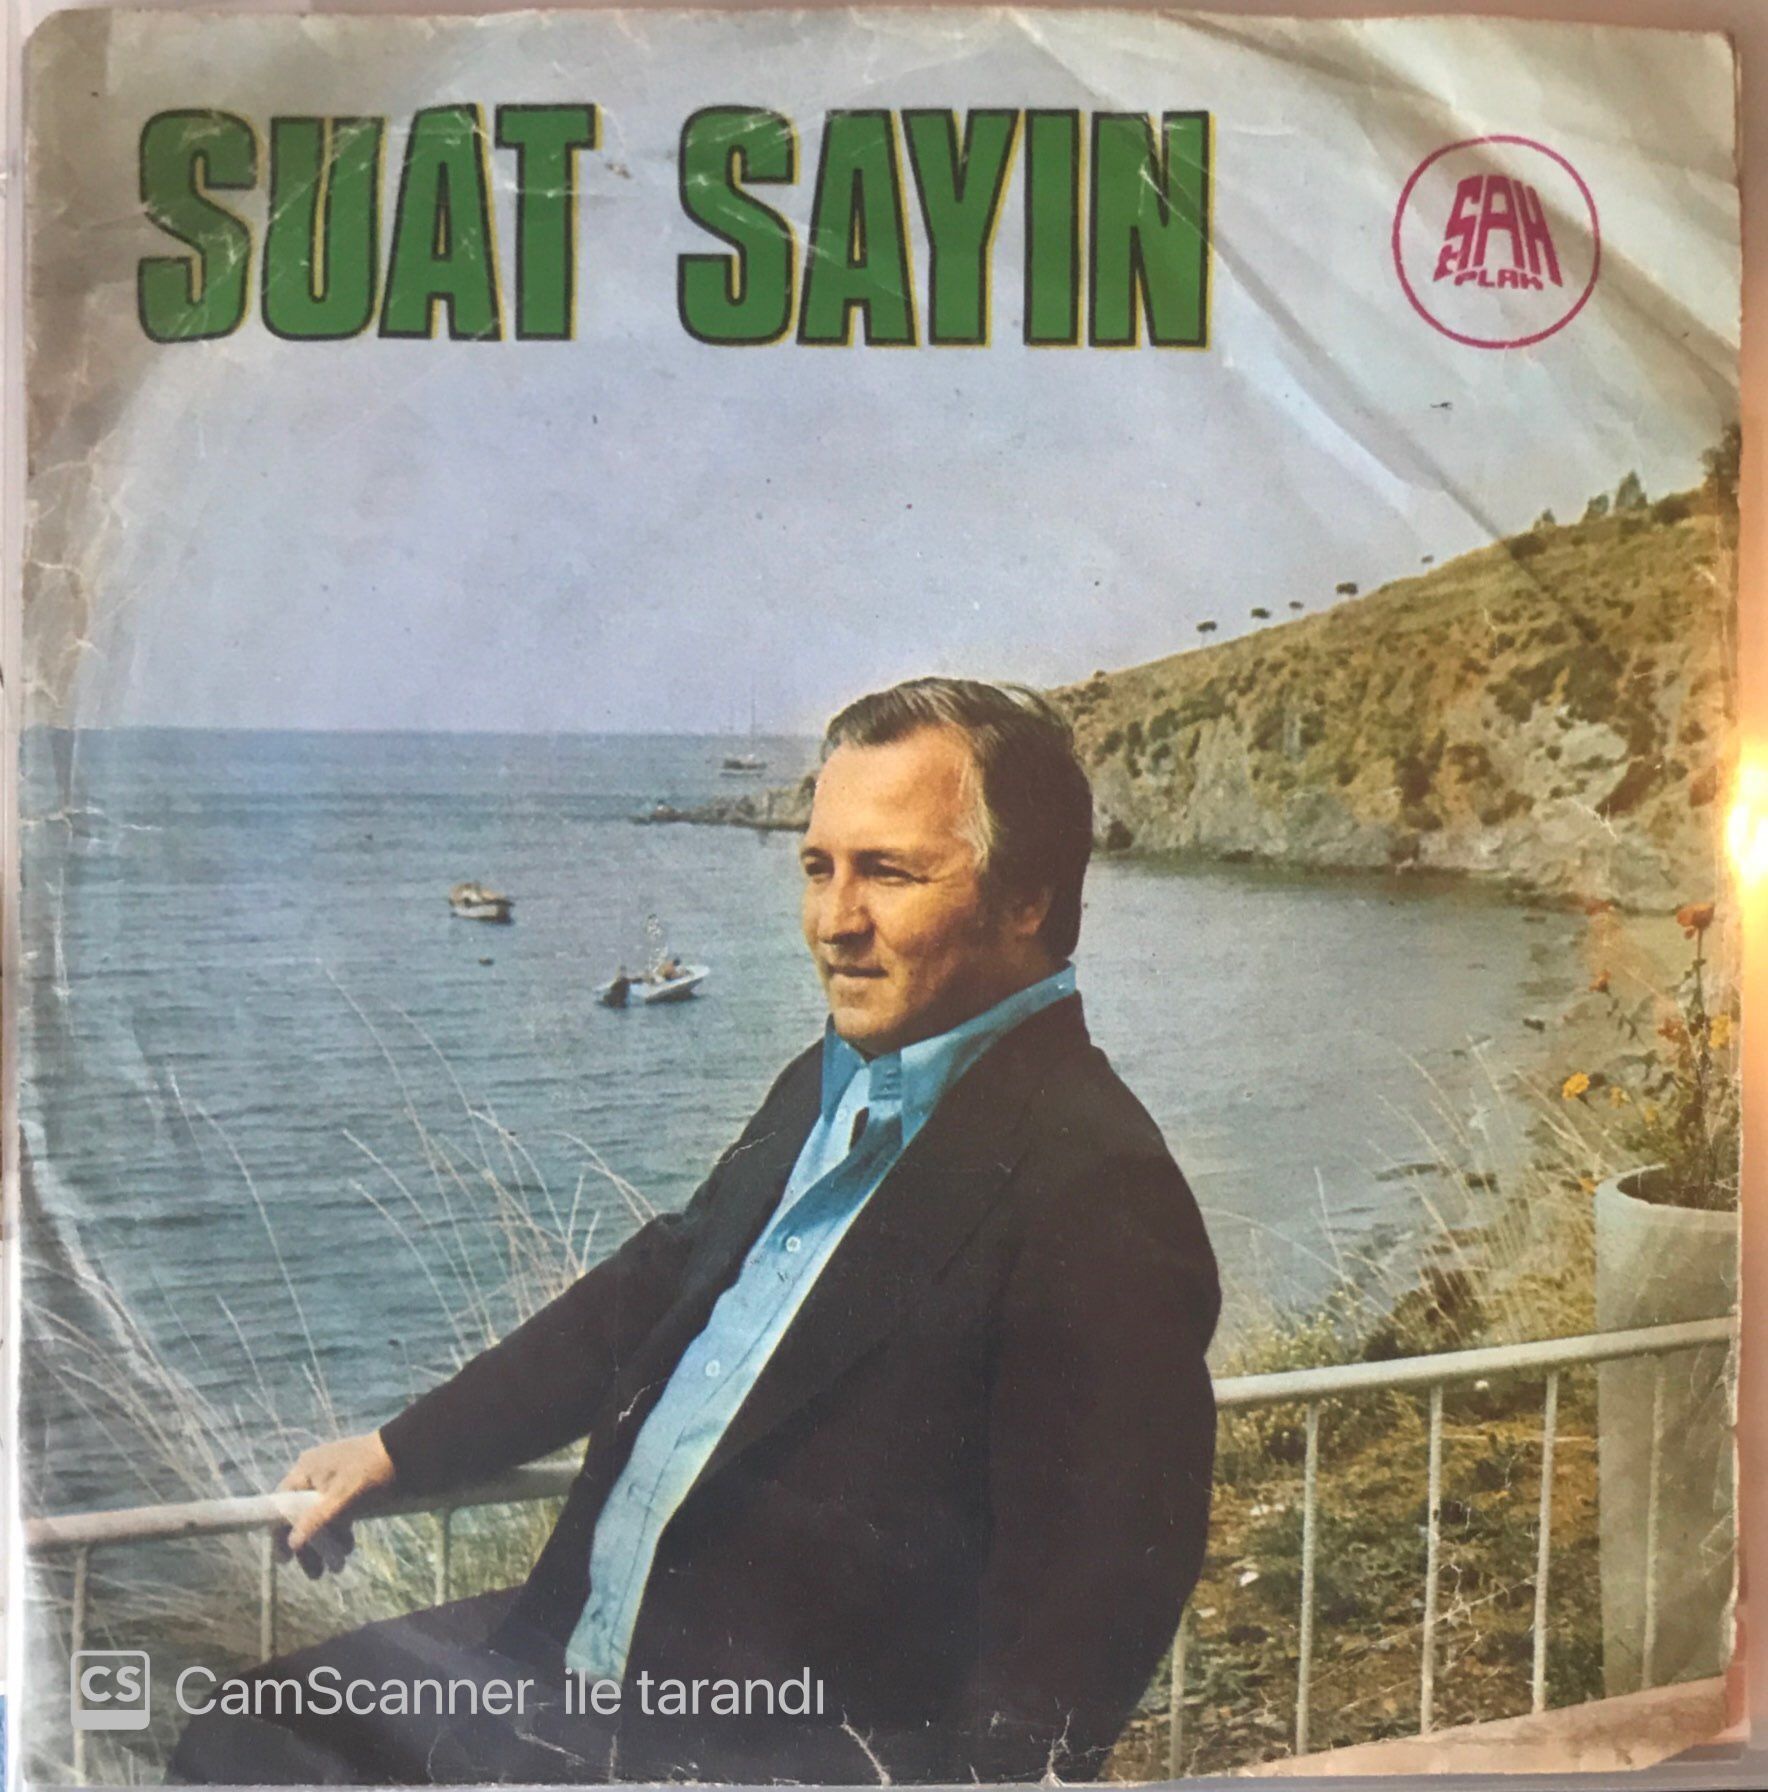 SUAT SAYIN
ŞAH
PLAK
CS CamScanner ile tarandı